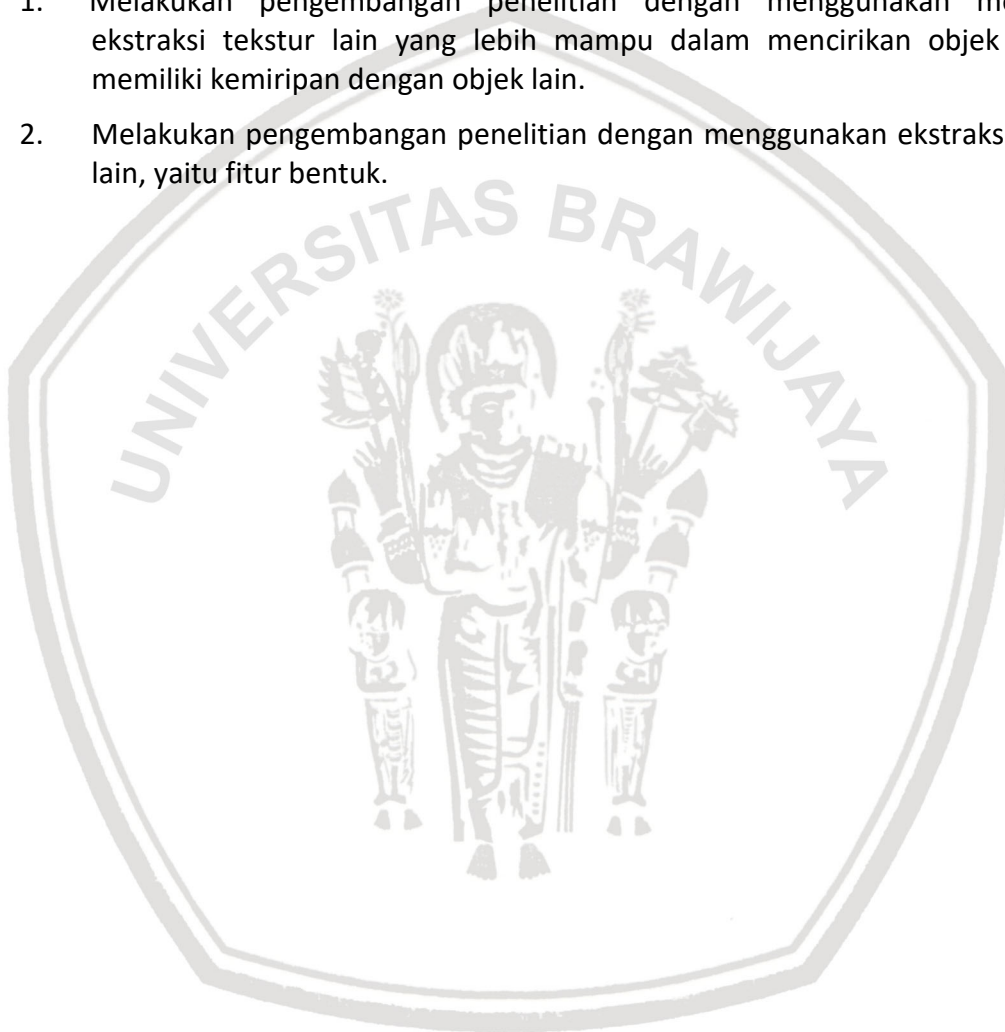 1. Melakukan pengembangan penelitian dengan menggunakan
ekstraksi tekstur lain yang lebih mampu dalam mencirikan objek
memiliki kemiripan dengan objek lain.
2. Melakukan pengembangan penelitian dengan menggunakan
lain, yaitu fitur bentuk.
UNIVERSITAS BRAWIJAYA